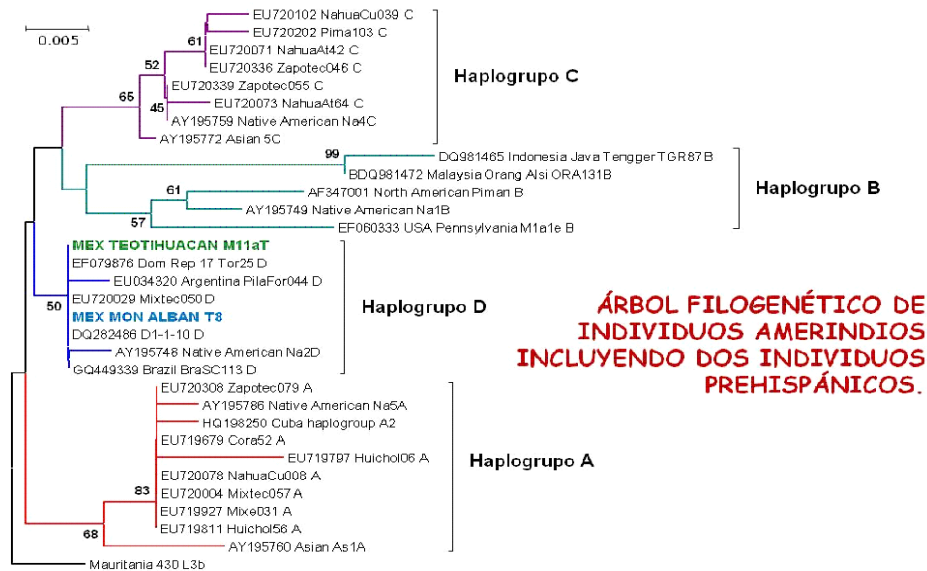 0.005
EU720102 NahuaCu039 C
EU720202 Pima103 C
61
EU720071 NahuaAt42 C
EU720336 Zapotec046 C
52
EU720339 Zapotec055 C
65
45
EU720073 NahuaAt64 C
AY195759 Native American Na4C
AY195772 Asian 5C
Haplogrupo C
99
DQ981465 Indonesia Java Tengger TGR87B
BDQ981472 Malaysia Orang Alsi ORA131B
61
AF347001 North American Piman B
AY195749 Native American Na1B
57
EF060333 USA Pennsylvania M1a1e B
Haplogrupo B
MEX TEOTIHUACAN M11aT
EF079876 Dom Rep 17 Tor25 D
EU034320 Argentina PilaFor044 D
50
EU720029 Mixtec050 D
MEX MON ALBAN T8
DQ282486 D1-1-10 D
AY195748 Native American Na2D
GQ449339 Brazil BraSC113 D
Haplogrupo D
ÁRBOL FILOGENÉTICO DE
INDIVIDUOS AMERINDIOS
INCLUYENDO DOS INDIVIDUOS
PREHISPÁNICOS.
EU720308 Zapotec079 A
AY195786 Native American Na5A
HQ198250 Cuba haplogroup A2
EU719679 Cora52 A
EU719797 Huichol06 A
EU720078 NahuaCu008 A
83
EU720004 Mixtec057 A
EU719927 Mixe031 A
EU719811 Huichol56 A
68
AY195760 Asian As1A
Haplogrupo A
Mauritania 430 L3b